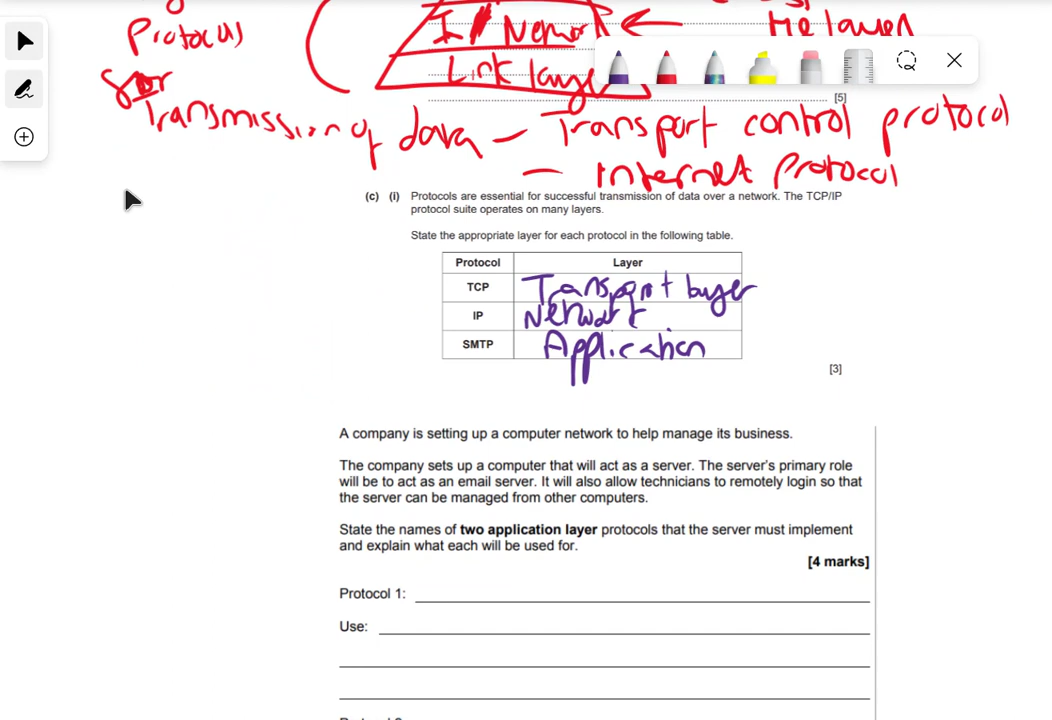 Protocols
I Network
the layer
Link layer
[5]
for
Transmission of data – Transport control protocol
– Internet Protocol
(c) (i) Protocols are essential for successful transmission of data over a network. The TCP/IP
protocol suite operates on many layers.
State the appropriate layer for each protocol in the following table.
Protocol Layer
TCP Transport layer
IP Network
SMTP Application
[3]
A company is setting up a computer network to help manage its business.
The company sets up a computer that will act as a server. The server's primary role
will be to act as an email server. It will also allow technicians to remotely login so that
the server can be managed from other computers.
State the names of two application layer protocols that the server must implement
and explain what each will be used for.
[4 marks]
Protocol 1:
Use: